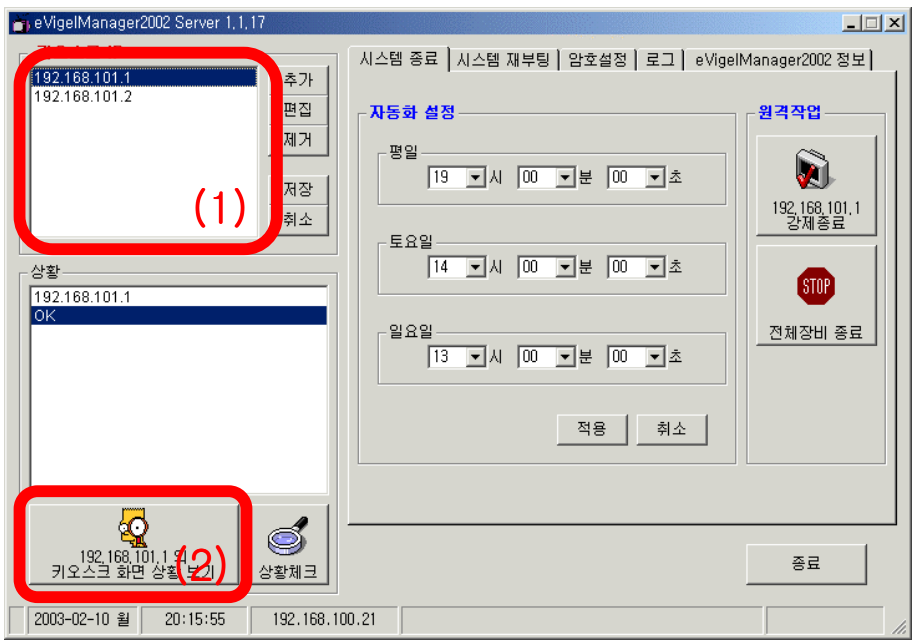 eVigelManager2002 Server 1,1,17
192.168.101.1
192.168.101.2
추가
편집
제거
저장
취소
(1)
상황
192.168.101.1
OK
192,168,101,1 의
키오스크 화면 상황 보기
(2)
상황체크
시스템 종료
시스템 재부팅
암호설정
로그
eVigelManager2002 정보
자동화 설정
평일
19 시 00 분 00 초
토요일
14 시 00 분 00 초
일요일
13 시 00 분 00 초
적용
취소
원격작업
192,168,101,1
강제종료
STOP
전체장비 종료
종료
2003-02-10 월
20:15:55
192.168.100.21